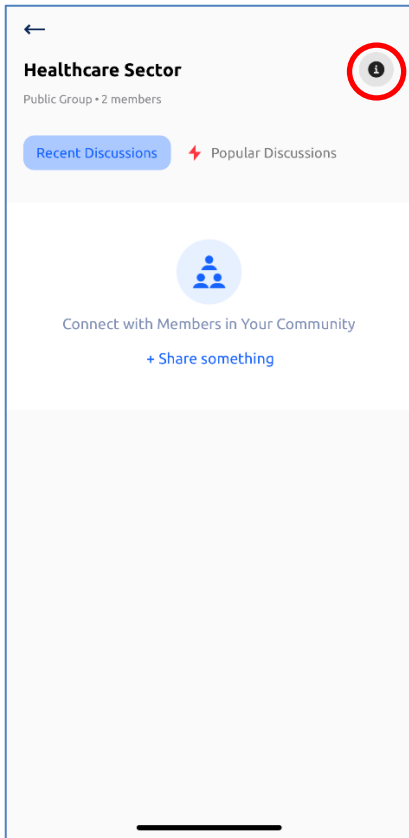 Healthcare Sector
Public Group • 2 members
Recent Discussions
Popular Discussions
Connect with Members in Your Community
+ Share something